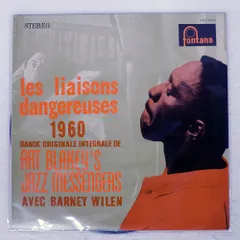 STEREO
fontana
les liaisons
dangereuses
1960
BANDE ORIGINALE INTEGRALE DE
ART BLAKEY'S
JAZZ MESSENGERS
AVEC BARNEY WILEN